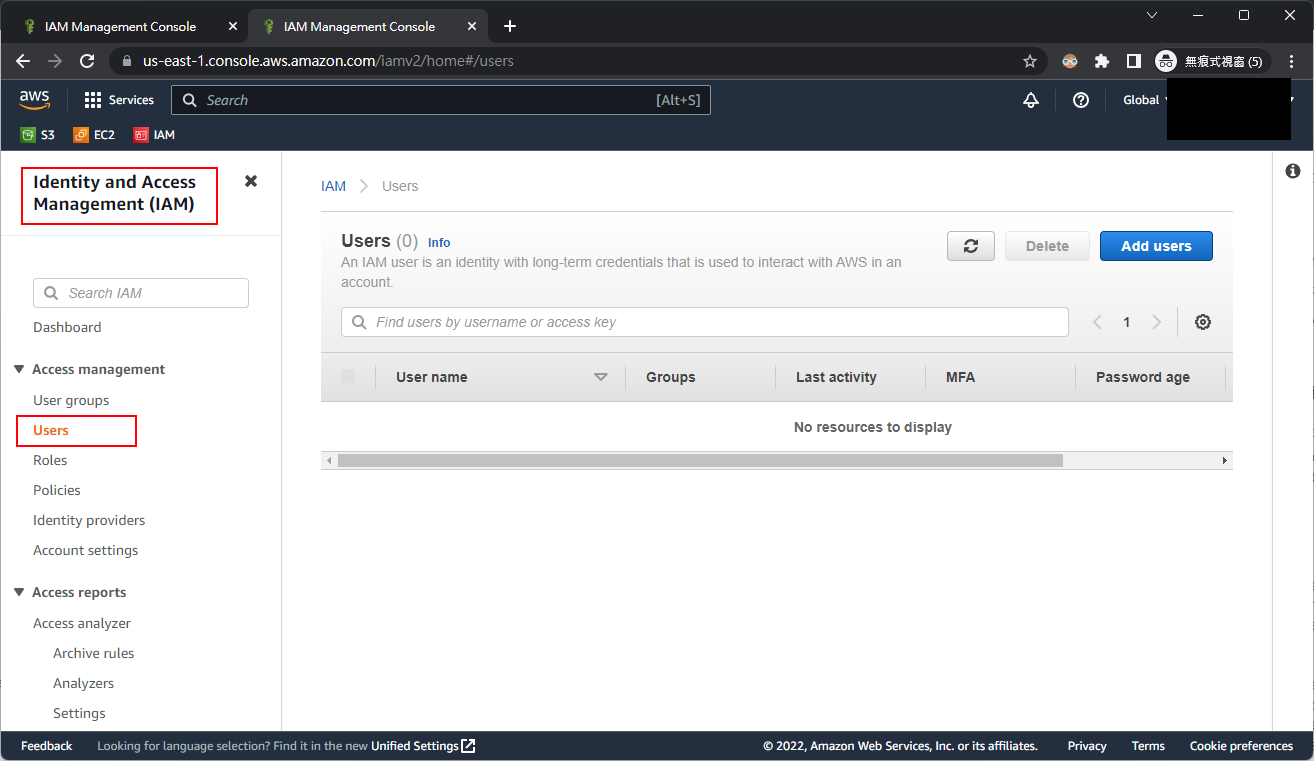 IAM Management Console
IAM Management Console
us-east-1.console.aws.amazon.com/iamv2/home#/users
無痕式視窗 (5)
aws
Services
Search
[Alt+S]
Global
S3
EC2
IAM
Identity and Access
Management (IAM)
Search IAM
Dashboard
Access management
User groups
Users
Roles
Policies
Identity providers
Account settings
Access reports
Access analyzer
Archive rules
Analyzers
Settings
IAM
Users
Users (0) Info
An IAM user is an identity with long-term credentials that is used to interact with AWS in an
account.
Delete
Add users
Find users by username or access key
1
User name
Groups
Last activity
MFA
Password age
No resources to display
Feedback
Looking for language selection? Find it in the new Unified Settings
© 2022, Amazon Web Services, Inc. or its affiliates.
Privacy
Terms
Cookie preferences